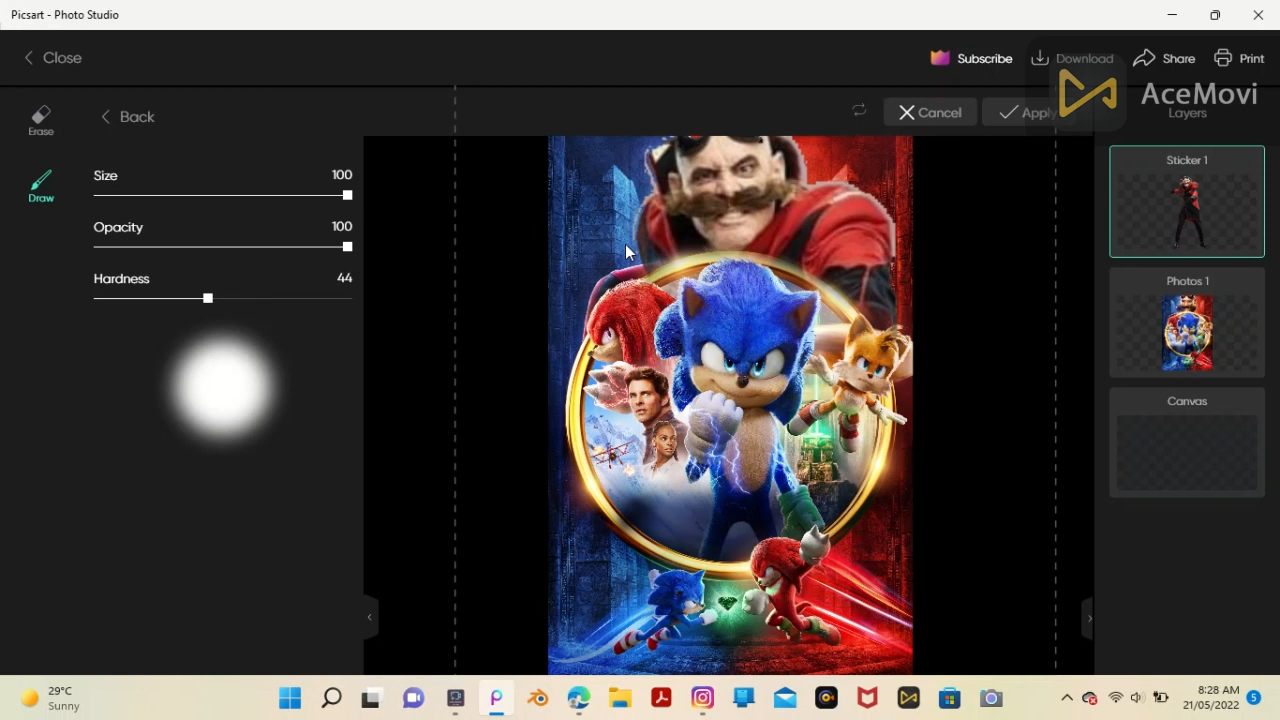 Picsart - Photo Studio
Close
Subscribe
Download
Share
Print
AceMovi
Erase
Back
Cancel
Apply
Layers
Size 100
Sticker 1
Draw
Opacity 100
Hardness 44
Photos 1
Canvas
29°C
Sunny
8:28 AM
21/05/2022
5